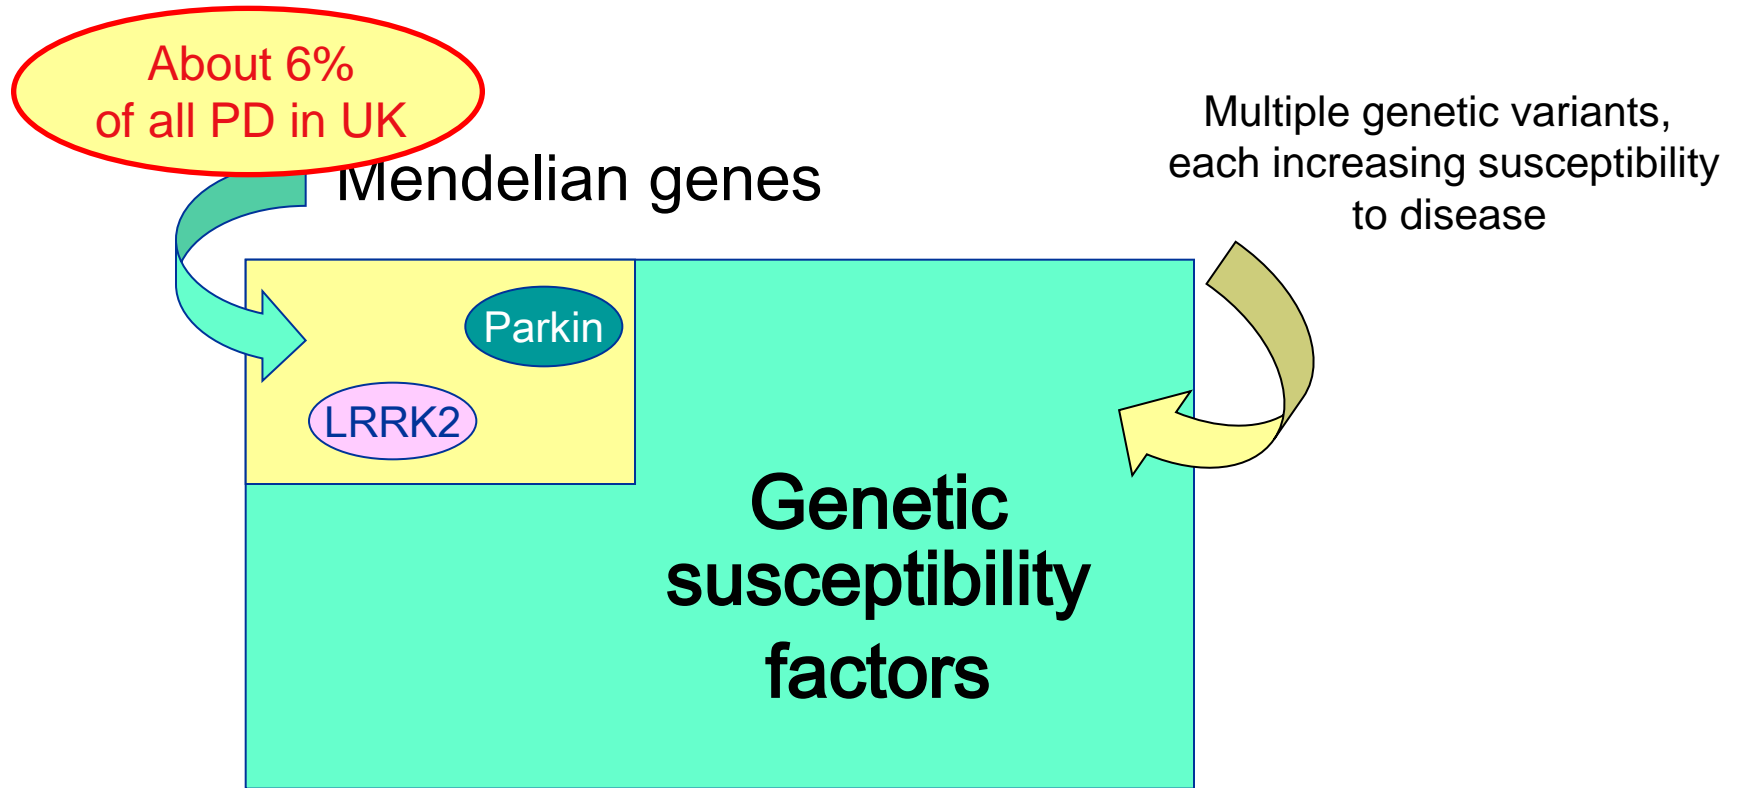 About 6%
of all PD in UK
Mendelian genes
Multiple genetic variants,
each increasing susceptibility
to disease
Parkin
LRRK2
Genetic
susceptibility
factors